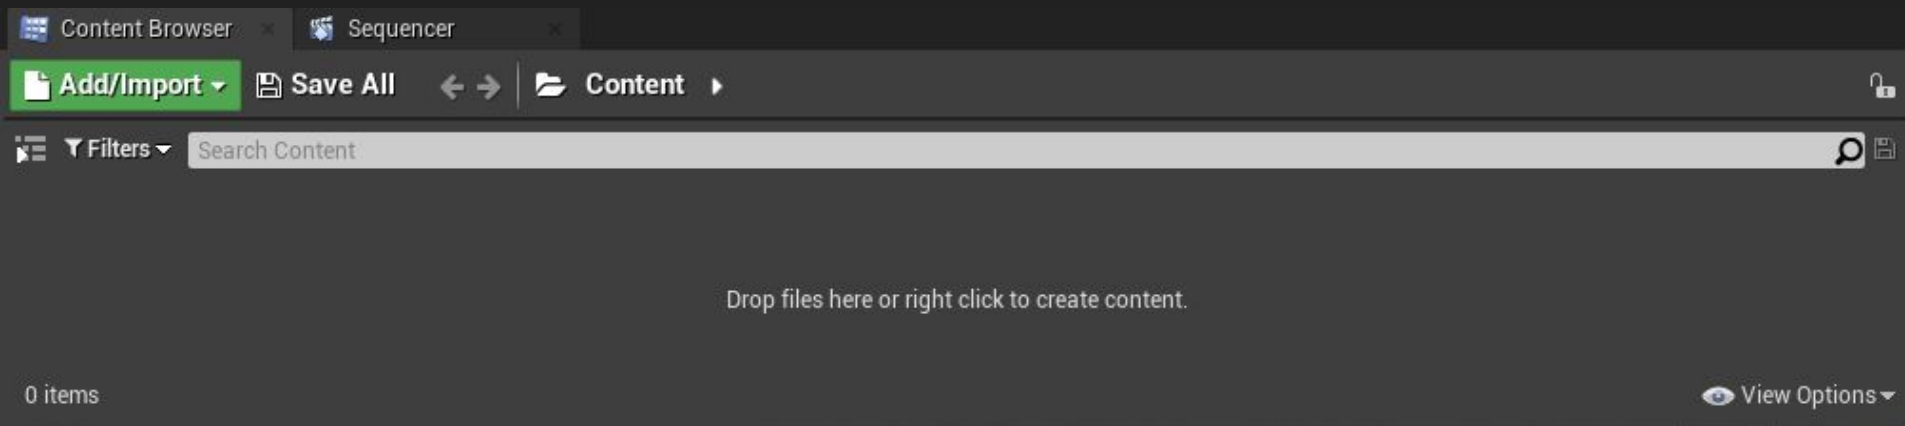 Content Browser
Sequencer
Add/Import
Save All
Content
Filters
Search Content
Drop files here or right click to create content.
0 items
View Options